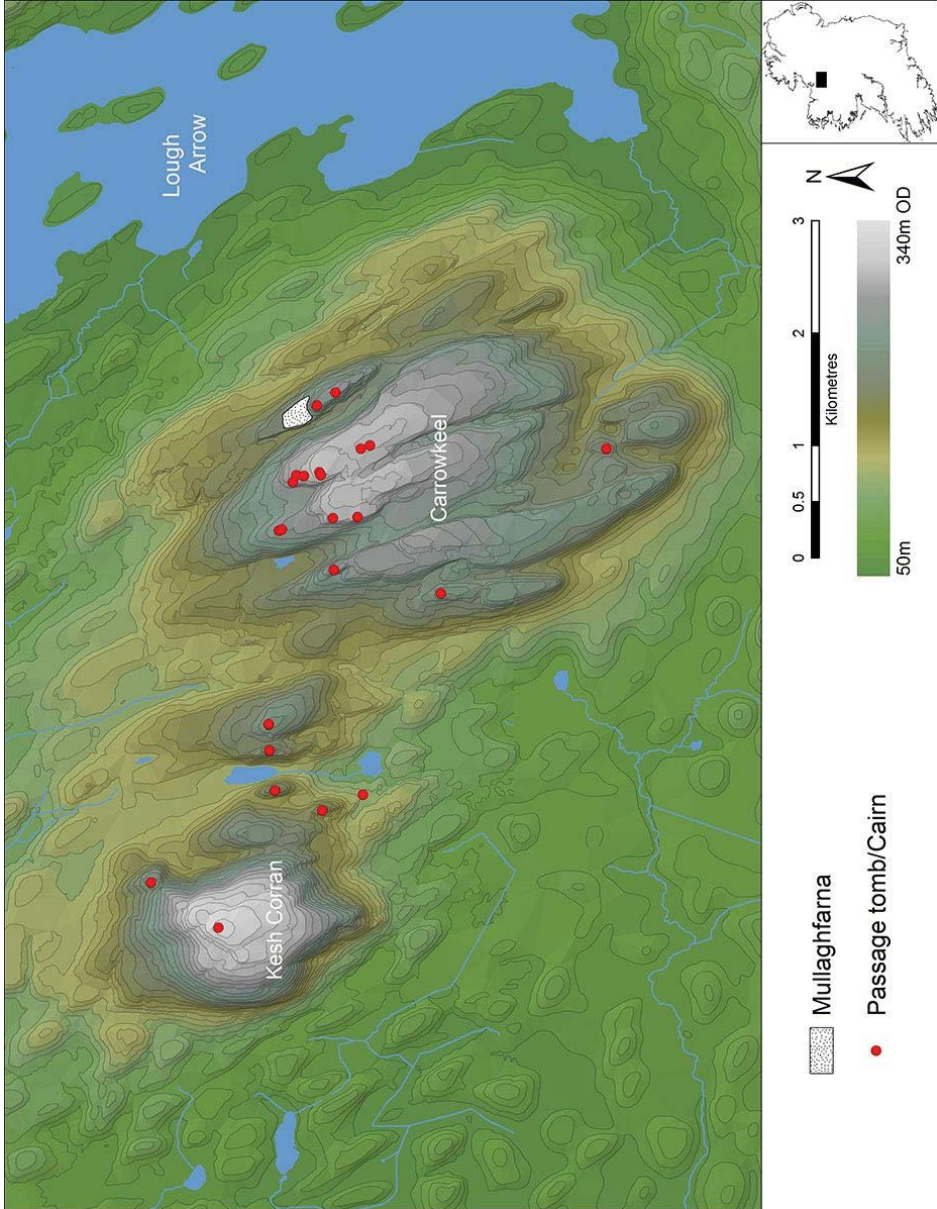 Lough
Arrow
Carrowkeel
Kesh Corran
Mullaghfarna
Passage tomb/Cairn
0 0.5 1 2 3
Kilometres
N
50m 340m OD